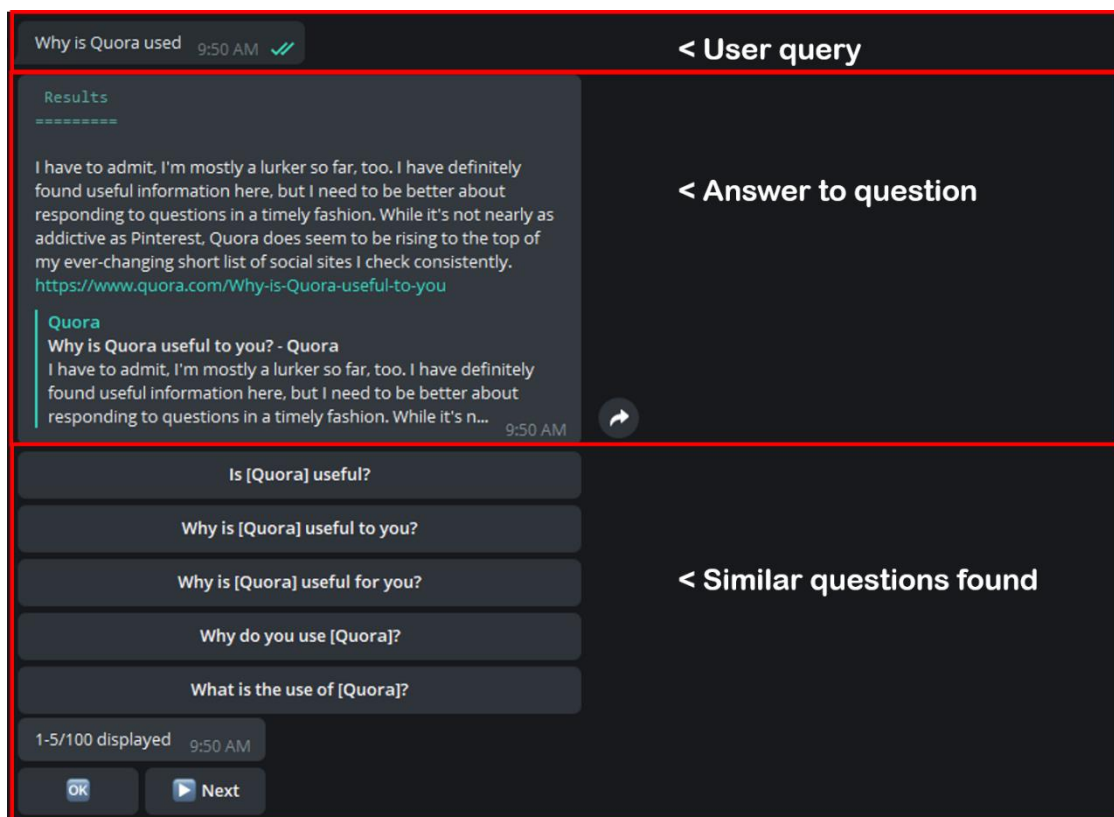 Why is Quora used 9:50 AM
< User query
Results
=========
I have to admit, I'm mostly a lurker so far, too. I have definitely
found useful information here, but I need to be better about
responding to questions in a timely fashion. While it's not nearly as
addictive as Pinterest, Quora does seem to be rising to the top of
my ever-changing short list of social sites I check consistently.
https://www.quora.com/Why-is-Quora-useful-to-you
< Answer to question
Quora
Why is Quora useful to you? - Quora
I have to admit, I'm mostly a lurker so far, too. I have definitely
found useful information here, but I need to be better about
responding to questions in a timely fashion. While it's n...
9:50 AM
Is [Quora] useful?
Why is [Quora] useful to you?
Why is [Quora] useful for you?
< Similar questions found
Why do you use [Quora]?
What is the use of [Quora]?
1-5/100 displayed 9:50 AM
OK
Next